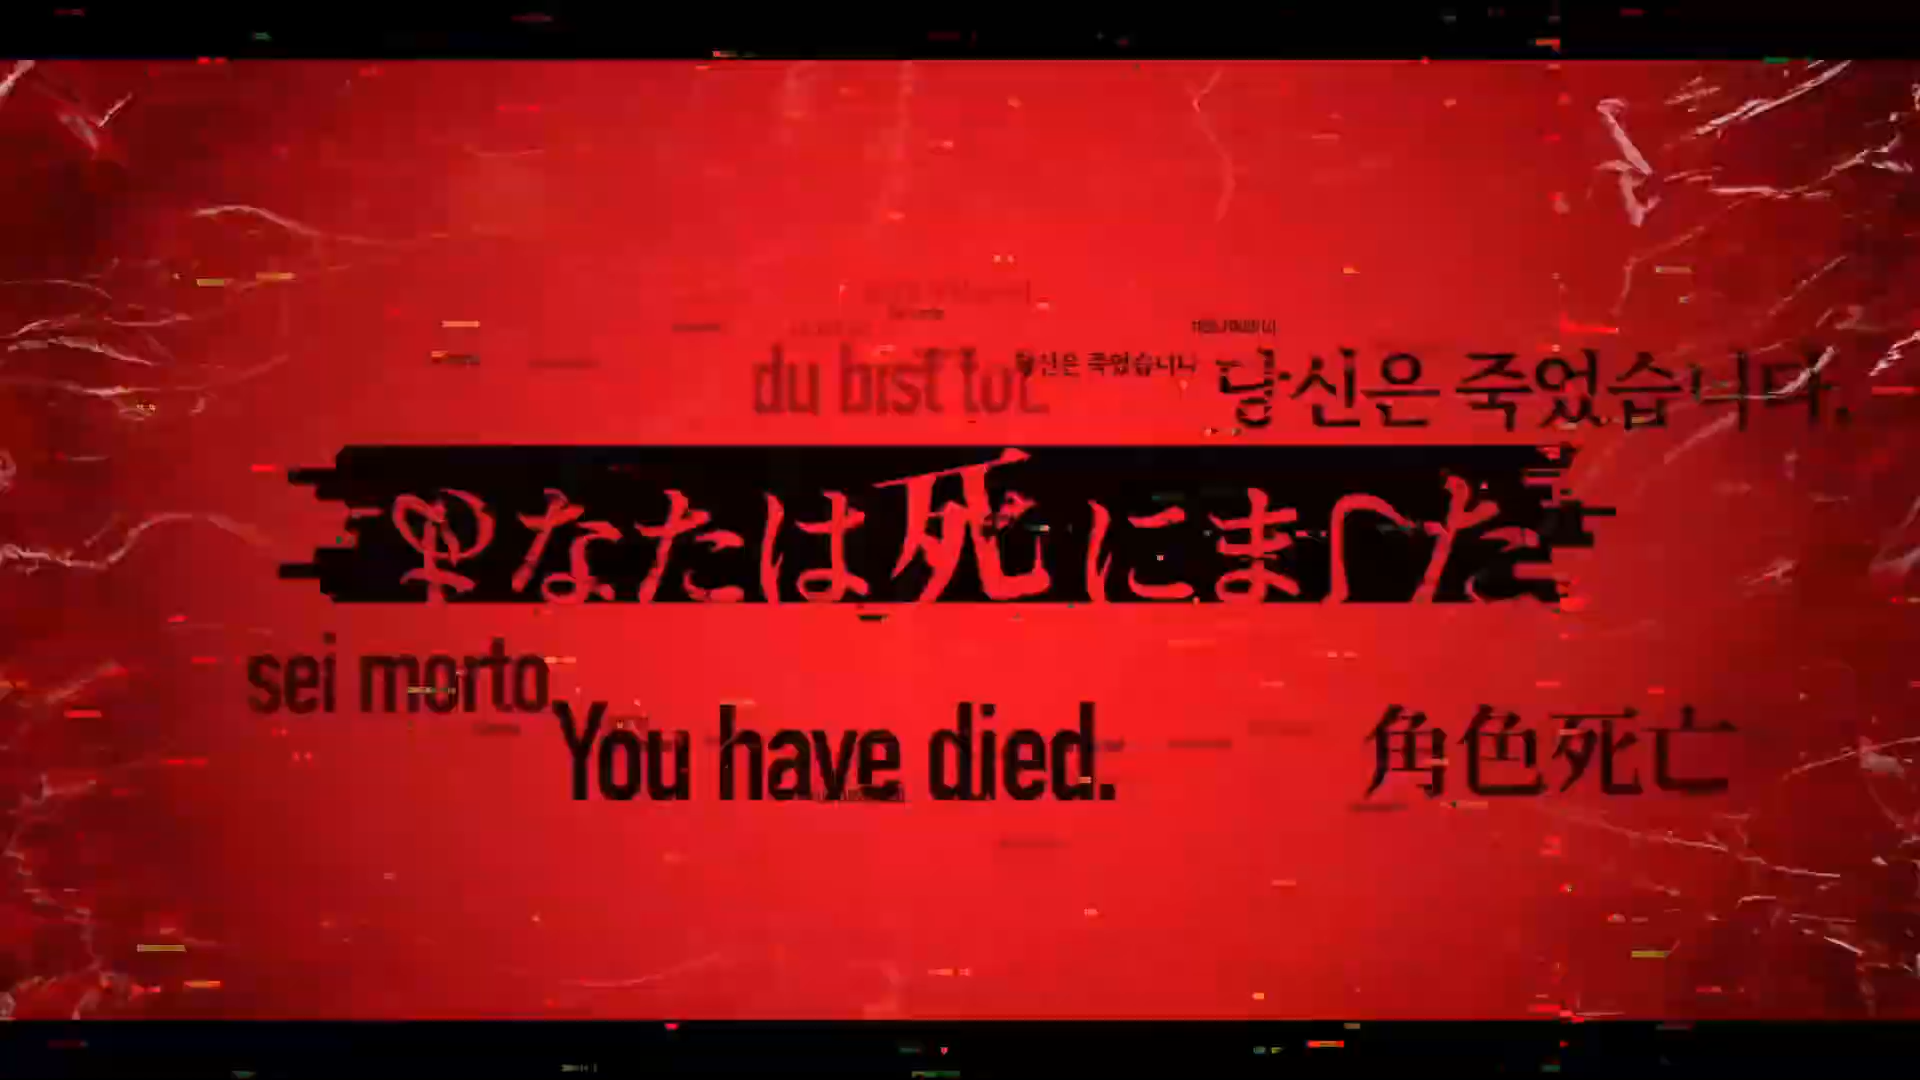 du bist tot.
당신은 죽었습니다
당신은 죽었습니다.
あなたは死にました
sei morto.
You have died.
角色死亡